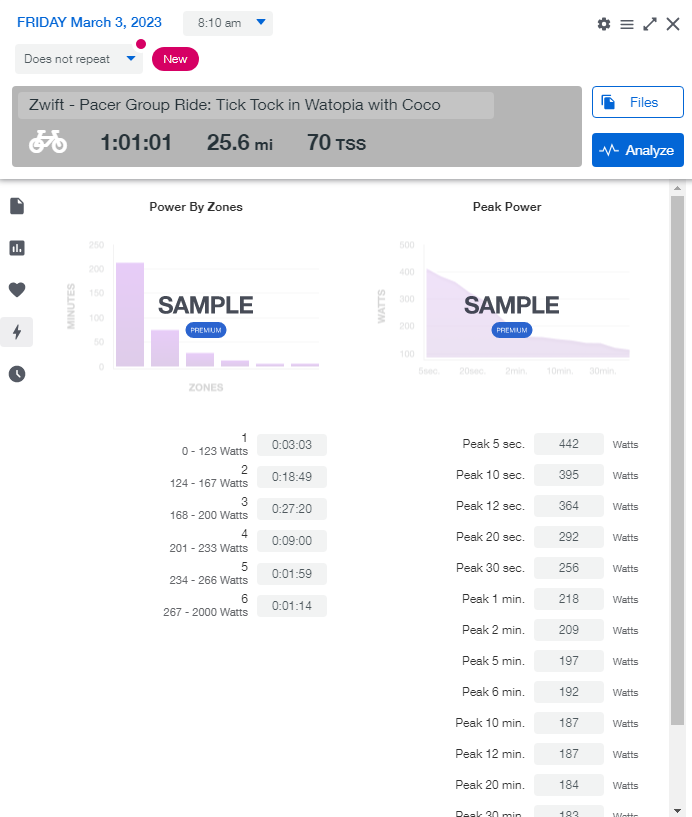 FRIDAY March 3, 2023
8:10 am
Does not repeat
New
Zwift - Pacer Group Ride: Tick Tock in Watopia with Coco
1:01:01 25.6 mi 70 TSS
Files
Analyze
Power By Zones
250
200
150
100
50
0
MINUTES
SAMPLE
PREMIUM
ZONES
Peak Power
500
400
300
200
100
WATTS
SAMPLE
PREMIUM
5sec. 20sec. 2min. 10min. 30min.
1
0 - 123 Watts 0:03:03
2
124 - 167 Watts 0:18:49
3
168 - 200 Watts 0:27:20
4
201 - 233 Watts 0:09:00
5
234 - 266 Watts 0:01:59
6
267 - 2000 Watts 0:01:14
Peak 5 sec. 442 Watts
Peak 10 sec. 395 Watts
Peak 12 sec. 364 Watts
Peak 20 sec. 292 Watts
Peak 30 sec. 256 Watts
Peak 1 min. 218 Watts
Peak 2 min. 209 Watts
Peak 5 min. 197 Watts
Peak 6 min. 192 Watts
Peak 10 min. 187 Watts
Peak 12 min. 187 Watts
Peak 20 min. 184 Watts
Peak 30 min. 183 Watts